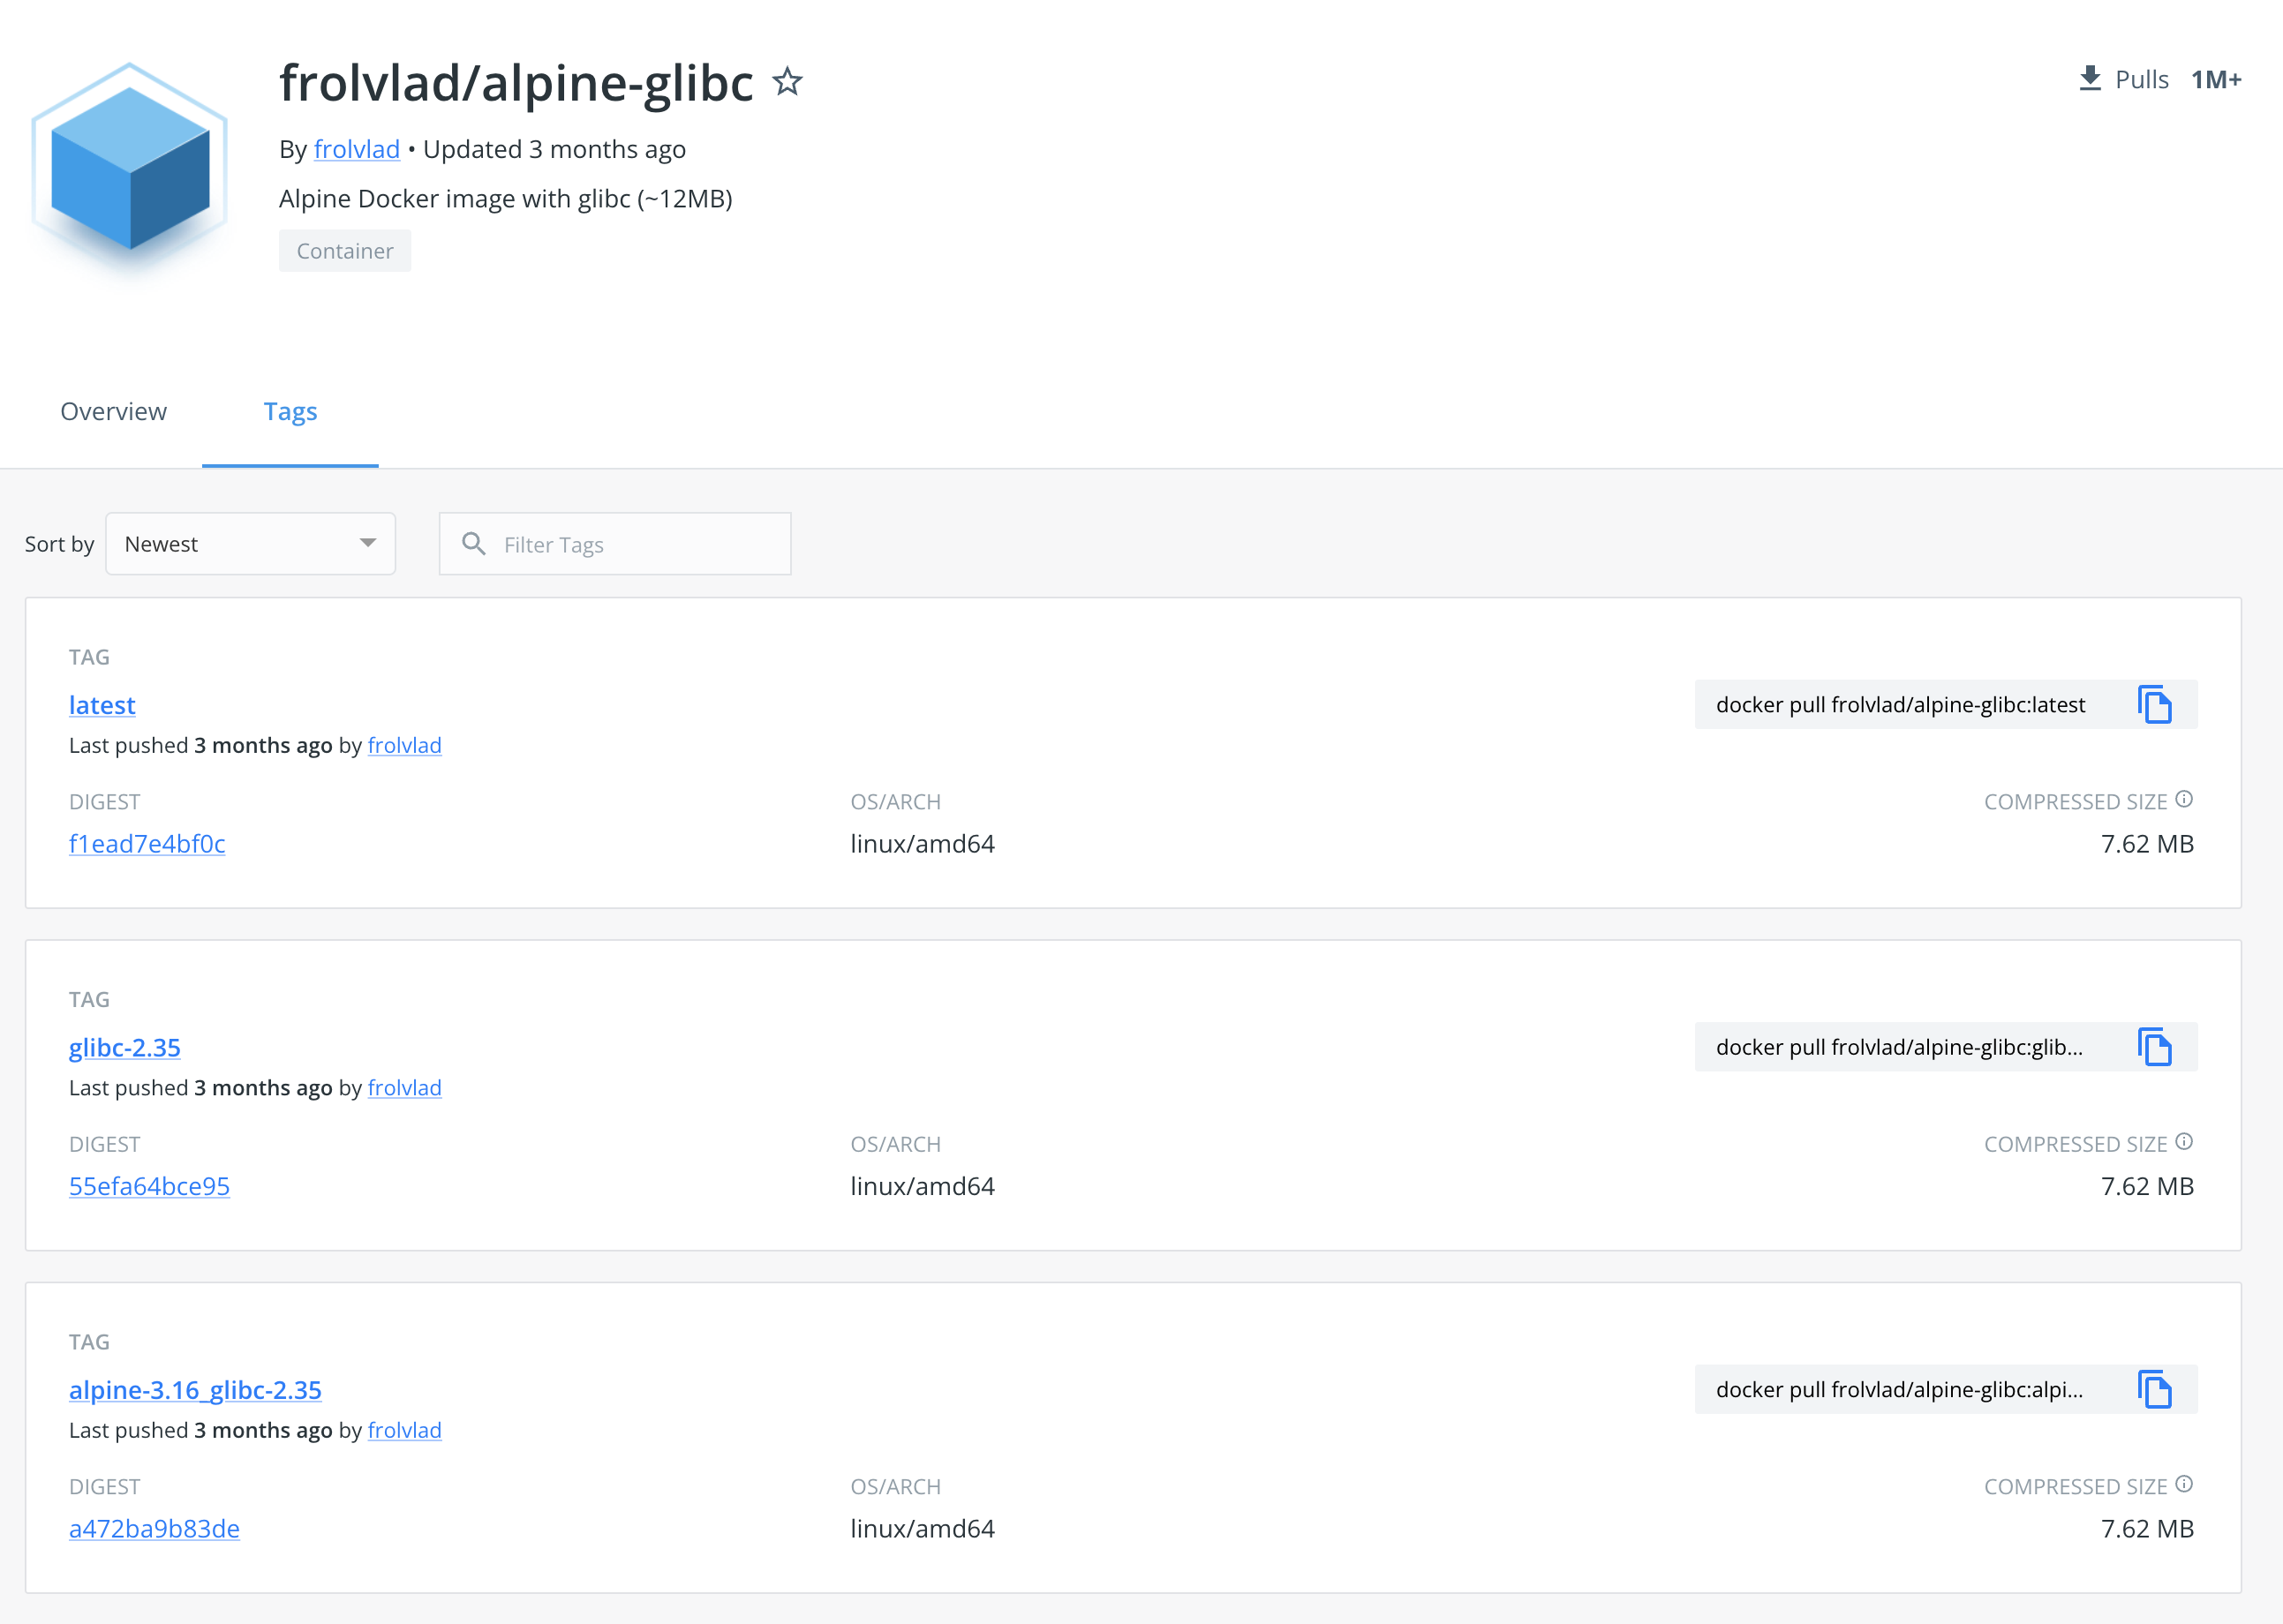 frolvlad/alpine-glibc
Pulls 1M+
By frolvlad • Updated 3 months ago
Alpine Docker image with glibc (~12MB)
Container
Overview Tags
Sort by Newest Filter Tags
TAG
latest
docker pull frolvlad/alpine-glibc:latest
Last pushed 3 months ago by frolvlad
DIGEST OS/ARCH COMPRESSED SIZE
f1ead7e4bf0c linux/amd64 7.62 MB
TAG
glibc-2.35
docker pull frolvlad/alpine-glibc:glib...
Last pushed 3 months ago by frolvlad
DIGEST OS/ARCH COMPRESSED SIZE
55efa64bce95 linux/amd64 7.62 MB
TAG
alpine-3.16_glibc-2.35
docker pull frolvlad/alpine-glibc:alpi...
Last pushed 3 months ago by frolvlad
DIGEST OS/ARCH COMPRESSED SIZE
a472ba9b83de linux/amd64 7.62 MB